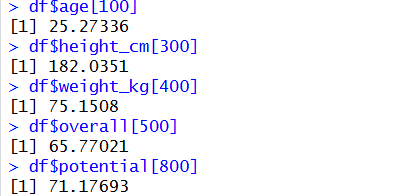 > df$age[100]
[1] 25.27336
> df$height_cm[300]
[1] 182.0351
> df$weight_kg[400]
[1] 75.1508
> df$overall[500]
[1] 65.77021
> df$potential[800]
[1] 71.17693